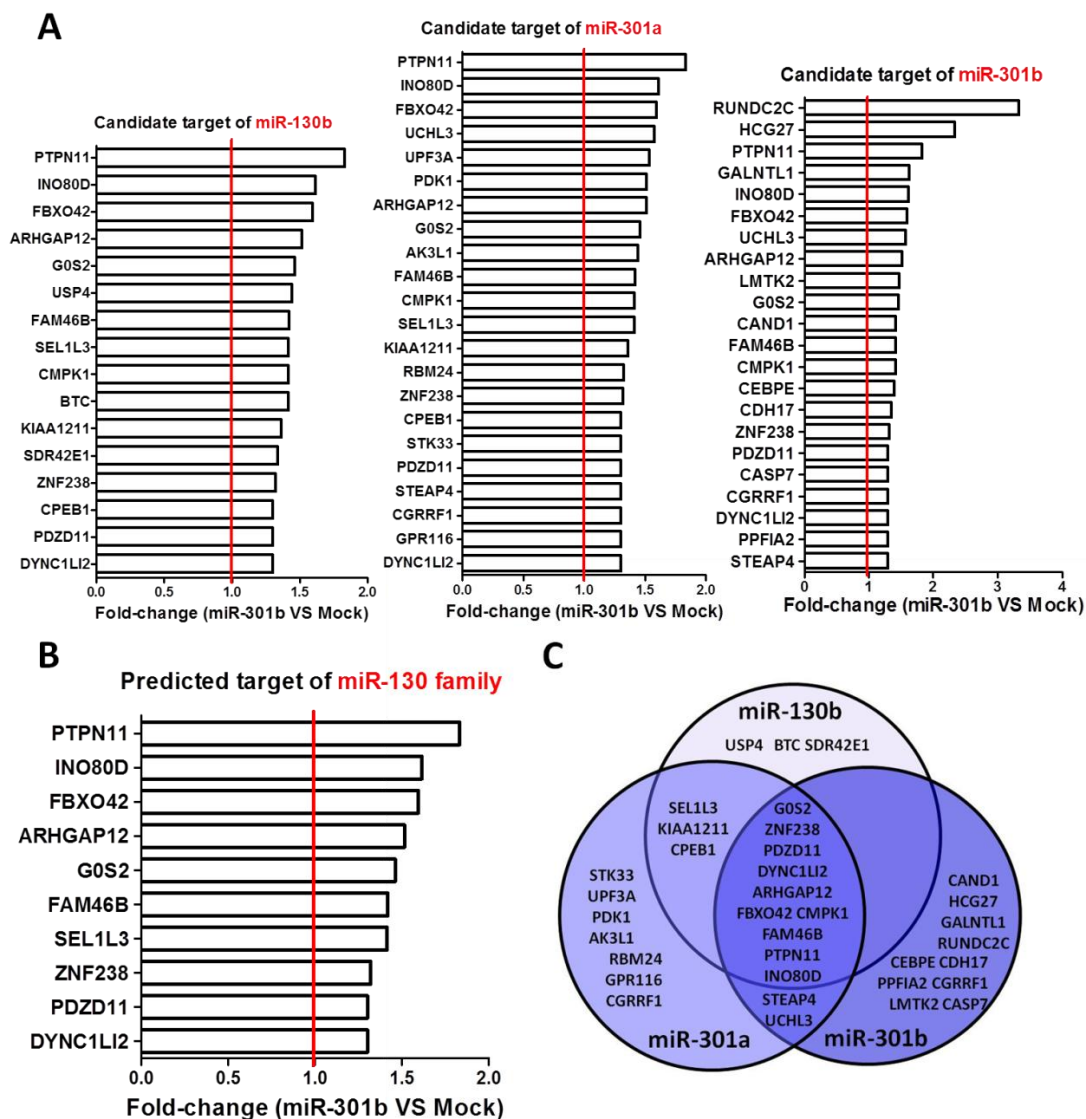 A
Candidate target of miR-130b
PTPN11
INO80D
FBXO42
ARHGAP12
G0S2
USP4
FAM46B
SEL1L3
CMPK1
BTC
KIAA1211
SDR42E1
ZNF238
CPEB1
PDZD11
DYNC1LI2
0.0 0.5 1.0 1.5 2.0
Fold-change (miR-301b VS Mock)
Candidate target of miR-301a
PTPN11
INO80D
FBXO42
UCHL3
UPF3A
PDK1
ARHGAP12
G0S2
AK3L1
FAM46B
CMPK1
SEL1L3
KIAA1211
RBM24
ZNF238
CPEB1
STK33
PDZD11
STEAP4
CGRRF1
GPR116
DYNC1LI2
0.0 0.5 1.0 1.5 2.0
Fold-change (miR-301b VS Mock)
Candidate target of miR-301b
RUNDC2C
HCG27
PTPN11
GALNTL1
INO80D
FBXO42
UCHL3
ARHGAP12
LMTK2
G0S2
CAND1
FAM46B
CMPK1
CEBPE
CDH17
ZNF238
PDZD11
CASP7
CGRRF1
DYNC1LI2
PPFIA2
STEAP4
0 1 2 3 4
Fold-change (miR-301b VS Mock)
B
Predicted target of miR-130 family
PTPN11
INO80D
FBXO42
ARHGAP12
G0S2
FAM46B
SEL1L3
ZNF238
PDZD11
DYNC1LI2
0.0 0.5 1.0 1.5 2.0
Fold-change (miR-301b VS Mock)
C
miR-130b
USP4 BTC SDR42E1
SEL1L3
KIAA1211
CPEB1
G0S2
ZNF238
PDZD11
DYNC1LI2
ARHGAP12
FBXO42 CMPK1
FAM46B
PTPN11
INO80D
STEAP4
UCHL3
STK33
UPF3A
PDK1
AK3L1
RBM24
GPR116
CGRRF1
miR-301a
CAND1
HCG27
GALNTL1
RUNDC2C
CEBPE CDH17
PPFIA2 CGRRF1
LMTK2 CASP7
miR-301b